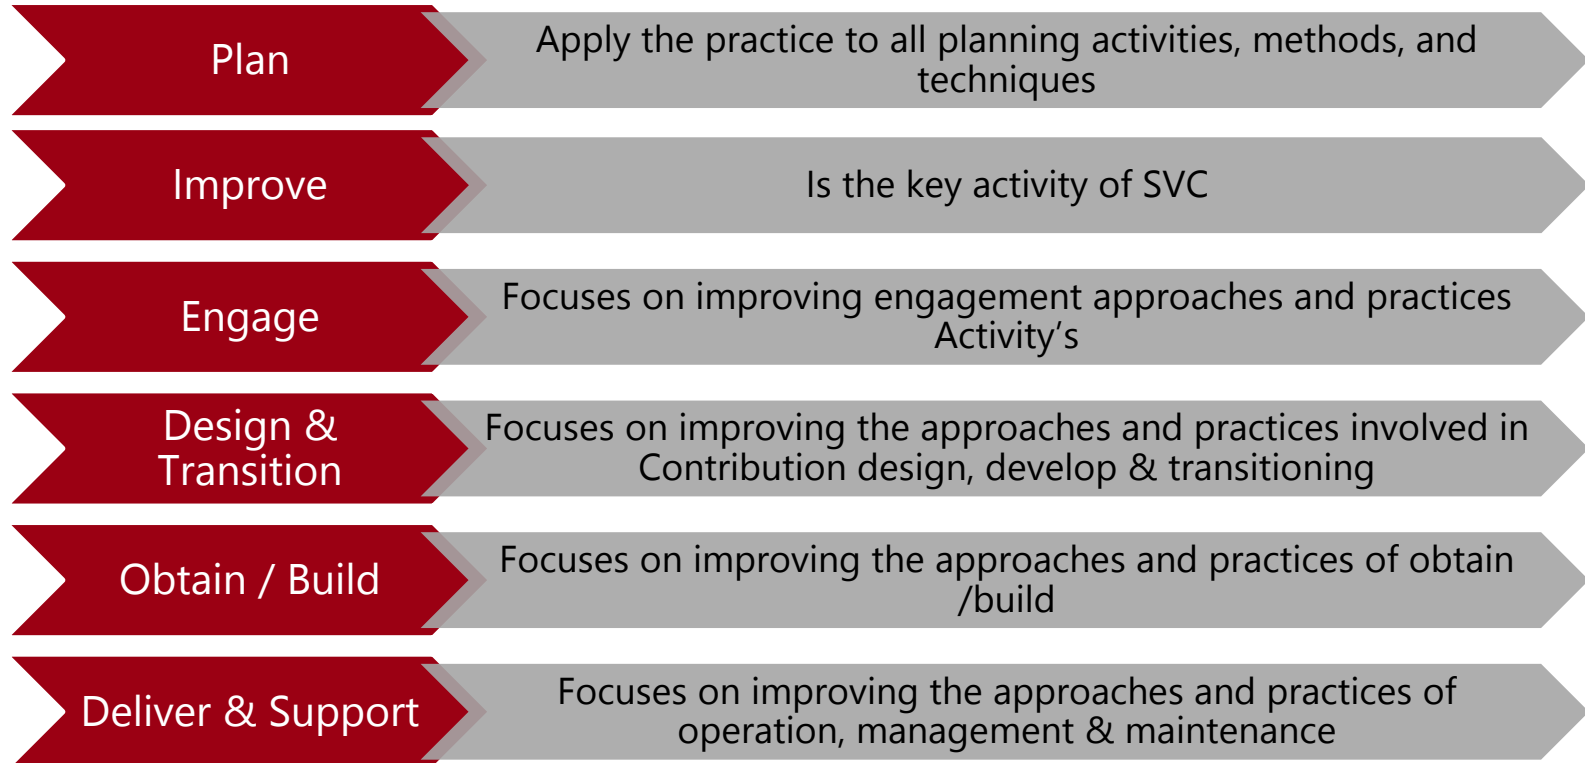 Plan
Apply the practice to all planning activities, methods, and
techniques
Improve
Is the key activity of SVC
Engage
Focuses on improving engagement approaches and practices
Activity’s
Design &
Transition
Focuses on improving the approaches and practices involved in
Contribution design, develop & transitioning
Obtain / Build
Focuses on improving the approaches and practices of obtain
/build
Deliver & Support
Focuses on improving the approaches and practices of
operation, management & maintenance